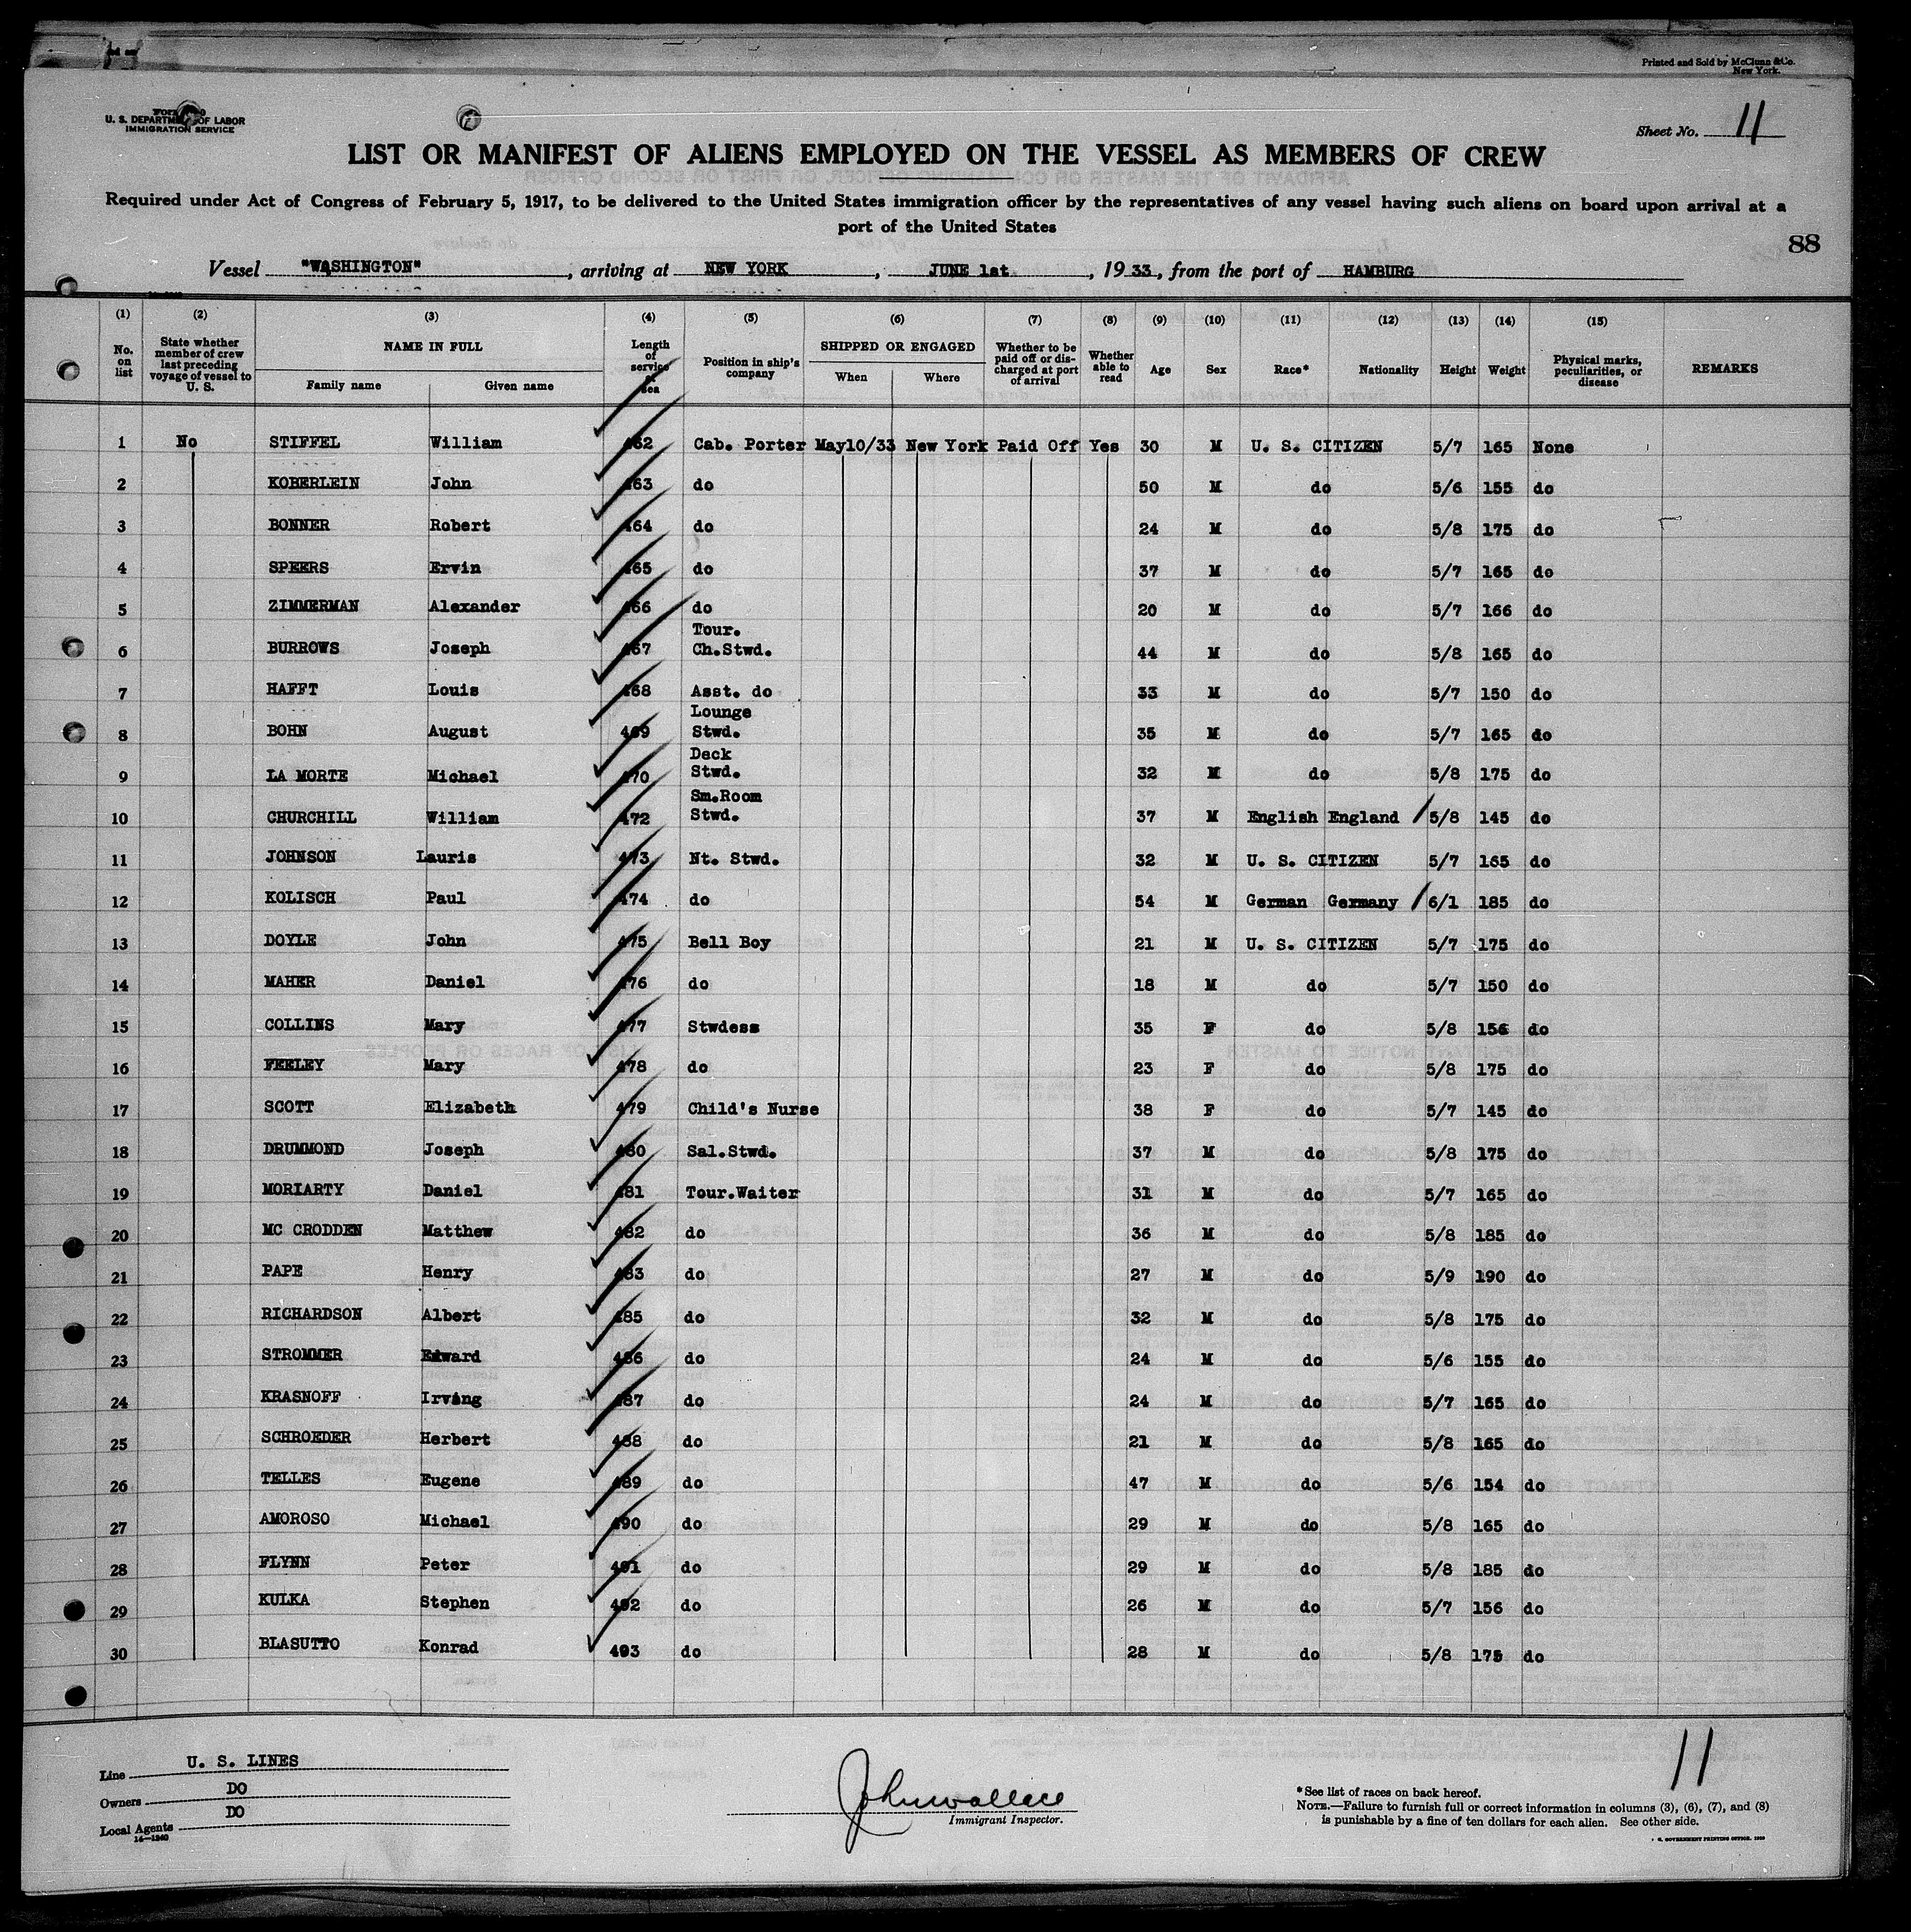 Printed and Sold by McClunn & Co.
New York.
U. S. DEPARTMENT OF LABOR
IMMIGRATION SERVICE
Sheet No. 11
LIST OR MANIFEST OF ALIENS EMPLOYED ON THE VESSEL AS MEMBERS OF CREW
Required under Act of Congress of February 5, 1917, to be delivered to the United States immigration officer by the representatives of any vessel having such aliens on board upon arrival at a
port of the United States
88
Vessel "WASHINGTON", arriving at NEW YORK, JUNE 1st, 1933, from the port of HAMBURG
(1) (2) (3) (4) (5) (6) (7) (8) (9) (10) (11) (12) (13) (14) (15)
No. on list State whether member of crew last preceding voyage of vessel to U. S. NAME IN FULL Family name Given name Length of service at sea Position in ship's company SHIPPED OR ENGAGED When Where Whether to be paid off or discharged at port of arrival Whether able to read Age Sex Race* Nationality Height Weight Physical marks, peculiarities, or disease REMARKS
1 No STIFFEL William 462 Cab. Porter May10/33 New York Paid Off Yes 30 M U. S. CITIZEN 5/7 165 None
2 KOBERLEIN John 463 do 50 M do 5/6 155 do
3 BONNER Robert 464 do 24 M do 5/8 175 do
4 SPEERS Ervin 465 do 37 M do 5/7 165 do
5 ZIMMERMAN Alexander 466 do 20 M do 5/7 166 do
6 BURROWS Joseph 467 Tour. Ch.Stwd. 44 M do 5/8 165 do
7 HAFFT Louis 468 Asst. do 33 M do 5/7 150 do
8 BOHN August 469 Lounge Stwd. 35 M do 5/7 165 do
9 LA MORTE Michael 470 Deck Stwd. 32 M do 5/8 175 do
10 CHURCHILL William 472 Sm.Room Stwd. 37 M English England 5/8 145 do
11 JOHNSON Lauris 473 Nt. Stwd. 32 M U. S. CITIZEN 5/7 165 do
12 KOLISCH Paul 474 do 54 M German Germany 6/1 185 do
13 DOYLE John 475 Bell Boy 21 M U. S. CITIZEN 5/7 175 do
14 MAHER Daniel 476 do 18 M do 5/7 150 do
15 COLLINS Mary 477 Stwdess 35 F do 5/8 156 do
16 FEELEY Mary 478 do 23 F do 5/8 175 do
17 SCOTT Elizabeth 479 Child's Nurse 38 F do 5/7 145 do
18 DRUMMOND Joseph 480 Sal.Stwd. 37 M do 5/8 175 do
19 MORIARTY Daniel 481 Tour.Waiter 31 M do 5/7 165 do
20 MC CRODDEN Matthew 482 do 36 M do 5/8 185 do
21 PAPE Henry 483 do 27 M do 5/9 190 do
22 RICHARDSON Albert 485 do 32 M do 5/8 175 do
23 STROMMER Edward 486 do 24 M do 5/6 155 do
24 KRASNOFF Irving 487 do 24 M do 5/7 165 do
25 SCHROEDER Herbert 488 do 21 M do 5/8 165 do
26 TELLES Eugene 489 do 47 M do 5/6 154 do
27 AMOROSO Michael 490 do 29 M do 5/8 165 do
28 FLYNN Peter 491 do 29 M do 5/8 185 do
29 KULKA Stephen 492 do 26 M do 5/7 156 do
30 BLASUTTO Konrad 493 do 28 M do 5/8 175 do
Line U. S. LINES
Owners DO
Local Agents DO
14—1240
John Wallace
Immigrant Inspector.
11
*See list of races on back hereof.
NOTE.—Failure to furnish full or correct information in columns (3), (6), (7), and (8)
is punishable by a fine of ten dollars for each alien. See other side.
U. S. GOVERNMENT PRINTING OFFICE